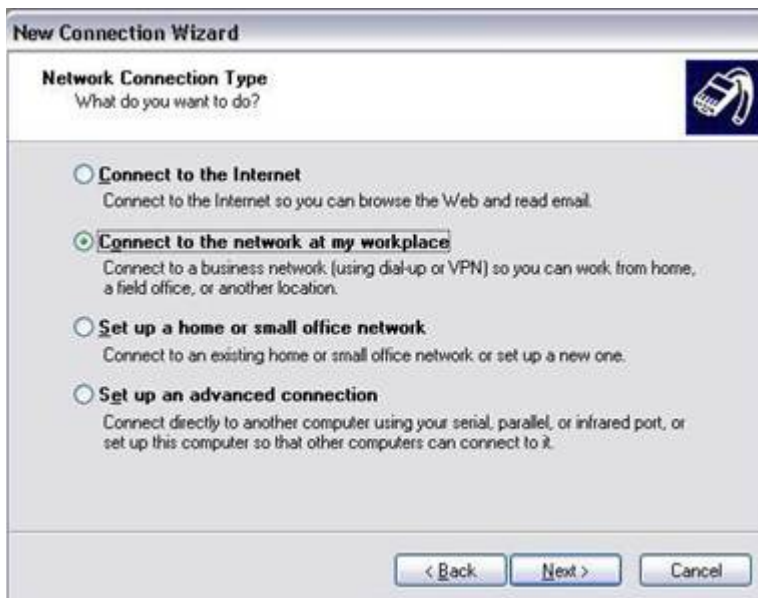 New Connection Wizard
Network Connection Type
What do you want to do?
Connect to the Internet
Connect to the Internet so you can browse the Web and read email.
Connect to the network at my workplace
Connect to a business network (using dial-up or VPN) so you can work from home,
a field office, or another location.
Set up a home or small office network
Connect to an existing home or small office network or set up a new one.
Set up an advanced connection
Connect directly to another computer using your serial, parallel, or infrared port, or
set up this computer so that other computers can connect to it.
< Back
Next >
Cancel